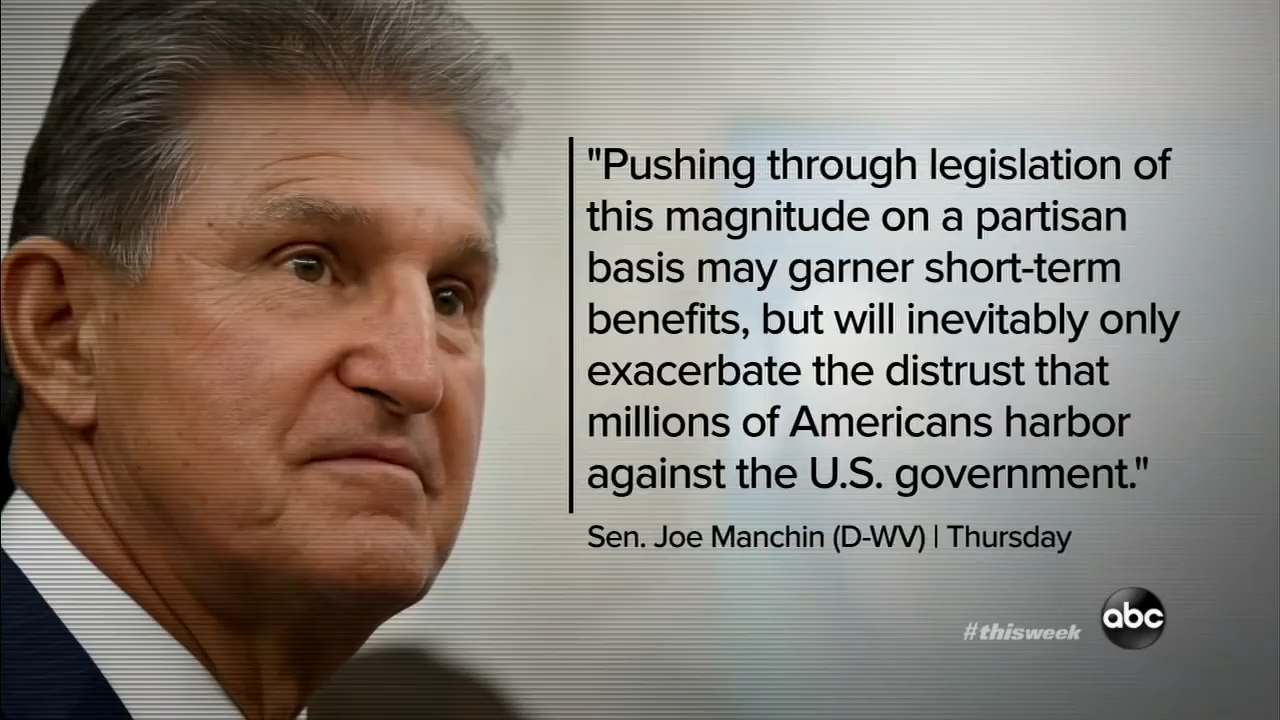 "Pushing through legislation of
this magnitude on a partisan
basis may garner short-term
benefits, but will inevitably only
exacerbate the distrust that
millions of Americans harbor
against the U.S. government."
Sen. Joe Manchin (D-WV) | Thursday
#thisweek
abc